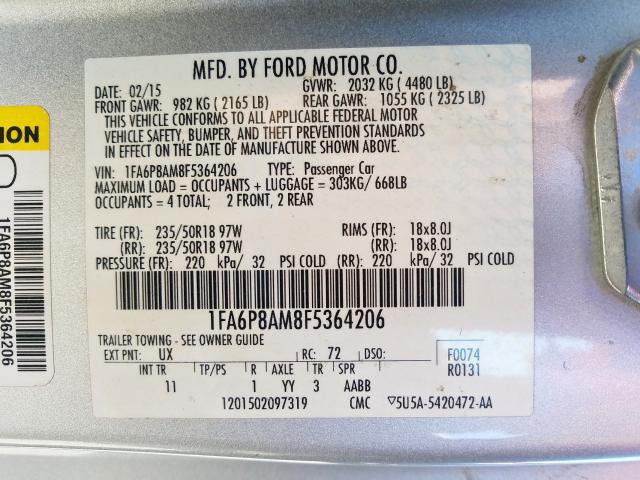 MFD. BY FORD MOTOR CO.
DATE: 02/15 GVWR: 2032 KG ( 4480 LB)
FRONT GAWR: 982 KG ( 2165 LB) REAR GAWR: 1055 KG ( 2325 LB)
THIS VEHICLE CONFORMS TO ALL APPLICABLE FEDERAL MOTOR
VEHICLE SAFETY, BUMPER, AND THEFT PREVENTION STANDARDS
IN EFFECT ON THE DATE OF MANUFACTURE SHOWN ABOVE.
VIN: 1FA6P8AM8F5364206 TYPE: Passenger Car
MAXIMUM LOAD = OCCUPANTS + LUGGAGE = 303KG/ 668LB
OCCUPANTS = 4 TOTAL; 2 FRONT, 2 REAR
TIRE (FR): 235/50R18 97W RIMS (FR): 18x8.0J
(RR): 235/50R18 97W (RR): 18x8.0J
PRESSURE (FR): 220 kPa/ 32 PSI COLD (RR): 220 kPa/ 32 PSI COLD
1FA6P8AM8F5364206
TRAILER TOWING - SEE OWNER GUIDE
EXT PNT: UX RC: 72 DSO: F0074
R0131
INT TR TP/PS R AXLE TR SPR
11 1 YY 3 AABB
1201502097319 CMC ▽5U5A-5420472-AA
1FA6P8AM8F5364206